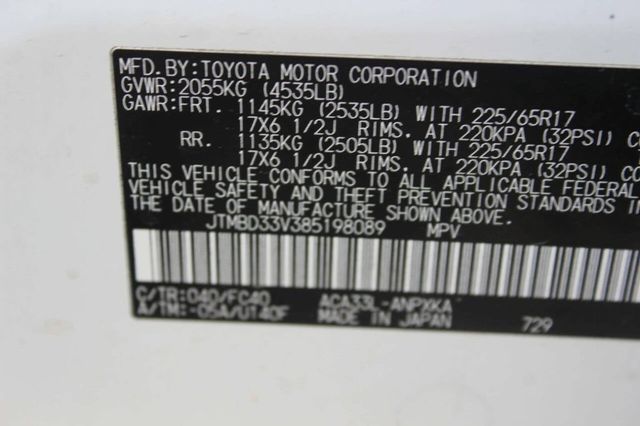 MFD.BY:TOYOTA MOTOR CORPORATION
GVWR:2055KG (4535LB)
GAWR:FRT. 1145KG (2535LB) WITH 225/65R17
17X6 1/2J RIMS. AT 220KPA (32PSI) COLD
RR. 1135KG (2505LB) WITH 225/65R17
17X6 1/2J RIMS. AT 220KPA (32PSI)
THIS VEHICLE CONFORMS TO ALL APPLICABLE FEDERAL
VEHICLE SAFETY AND THEFT PREVENTION
THE DATE OF MANUFACTURE SHOWN ABOVE.
JTMBD33V385198089 MPV
C/TR:040/FC40 ACA33L-ANPXKA
A/TM:-05A/U140F MADE IN JAPAN 729